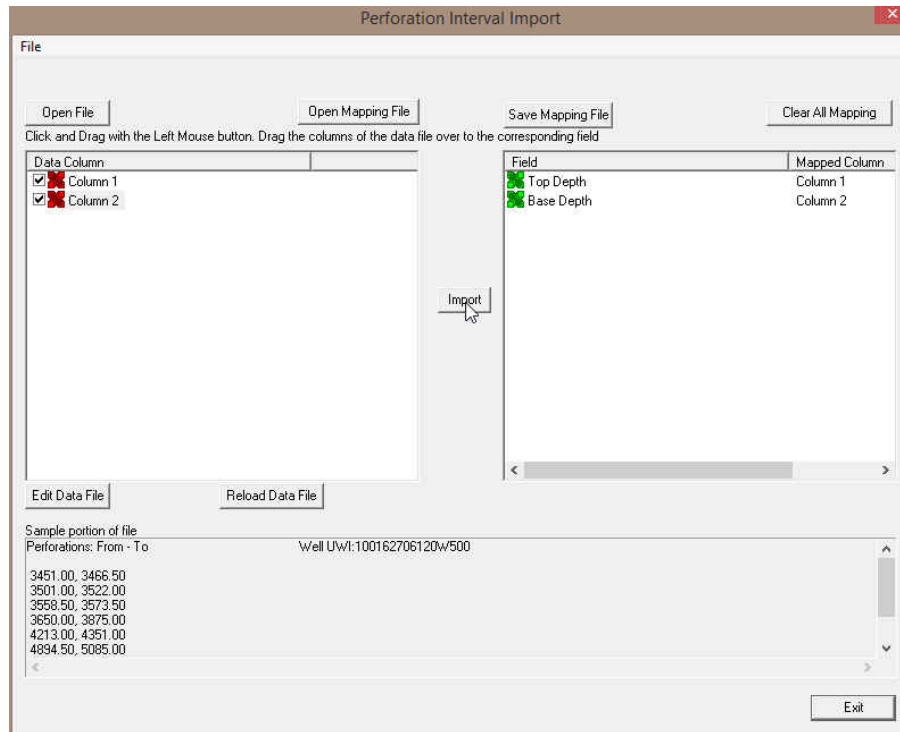 Perforation Interval Import
File
Open File Open Mapping File Save Mapping File Clear All Mapping
Click and Drag with the Left Mouse button. Drag the columns of the data file over to the corresponding field
Data Column Field Mapped Column
Column 1 Top Depth Column 1
Column 2 Base Depth Column 2
Import
Edit Data File Reload Data File
Sample portion of file
Perforations: From - To Well UWI:100162706120W500
3451.00, 3466.50
3501.00, 3522.00
3558.50, 3573.50
3650.00, 3875.00
4213.00, 4351.00
4894.50, 5085.00
Exit